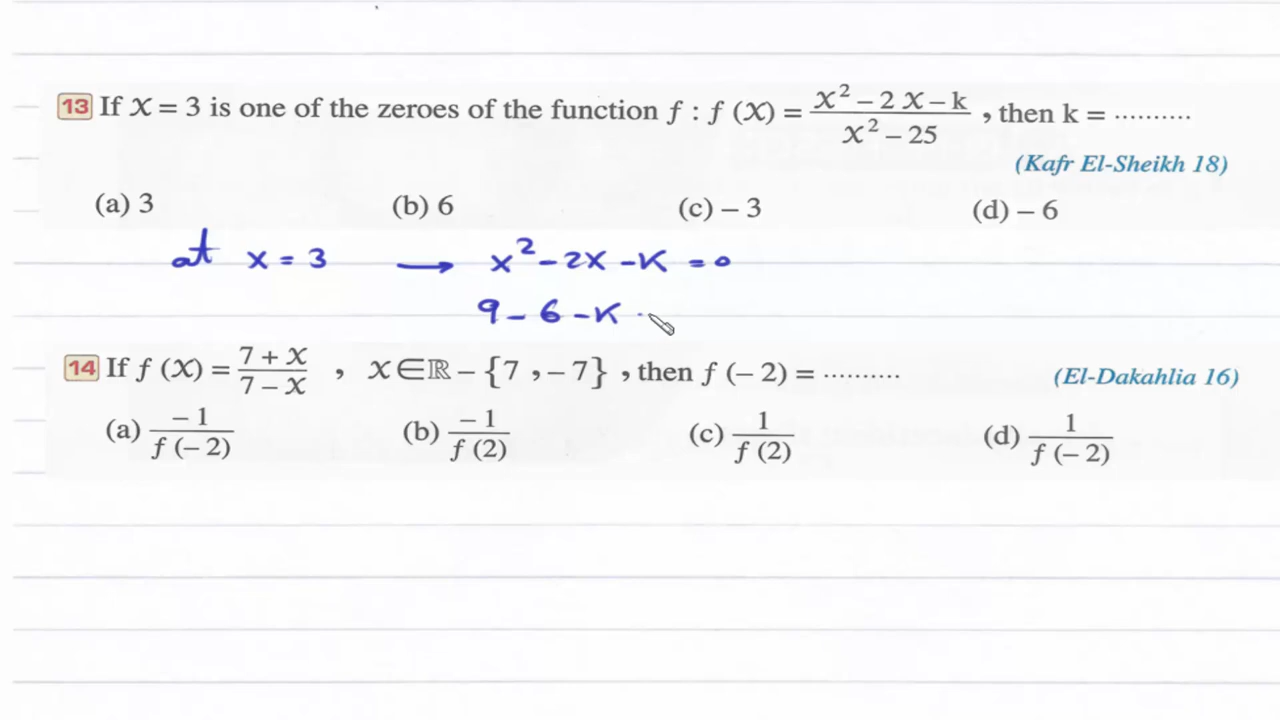 13 If x = 3 is one of the zeroes of the function f : f (x) = (x² – 2 x – k) / (x² – 25) , then k = ..........
(Kafr El-Sheikh 18)
(a) 3 (b) 6 (c) – 3 (d) – 6
at x = 3 → x² - 2x - K = 0
9 - 6 - K
14 If f (x) = (7 + x) / (7 – x) , x ∈ ℝ – {7 , – 7} , then f (– 2) = ..........
(El-Dakahlia 16)
(a) –1 / f (– 2) (b) –1 / f (2) (c) 1 / f (2) (d) 1 / f (– 2)